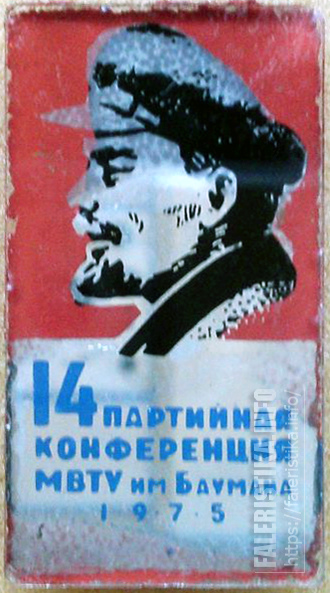 14 ПАРТИЙНАЯ
КОНФЕРЕНЦИЯ
МВТУ им БАУМАНА
1975
FALERISTIKA.INFO
https://faleristika.info/